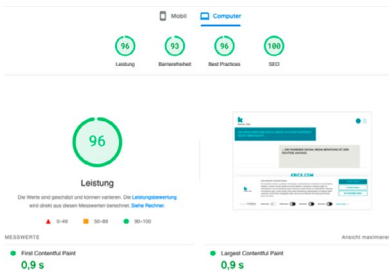 Mobil Computer
96 93 96 100
Leistung Barrierefreiheit Best Practices SEO
96
Leistung
Die Werte sind geschätzt und können variieren. Die Leistungsbewertung
wird direkt aus diesen Messwerten berechnet. Siehe Rechner.
0–49 50–89 90–100
MESSWERTE Ansicht maximieren
First Contentful Paint
0,9 s
Largest Contentful Paint
0,9 s